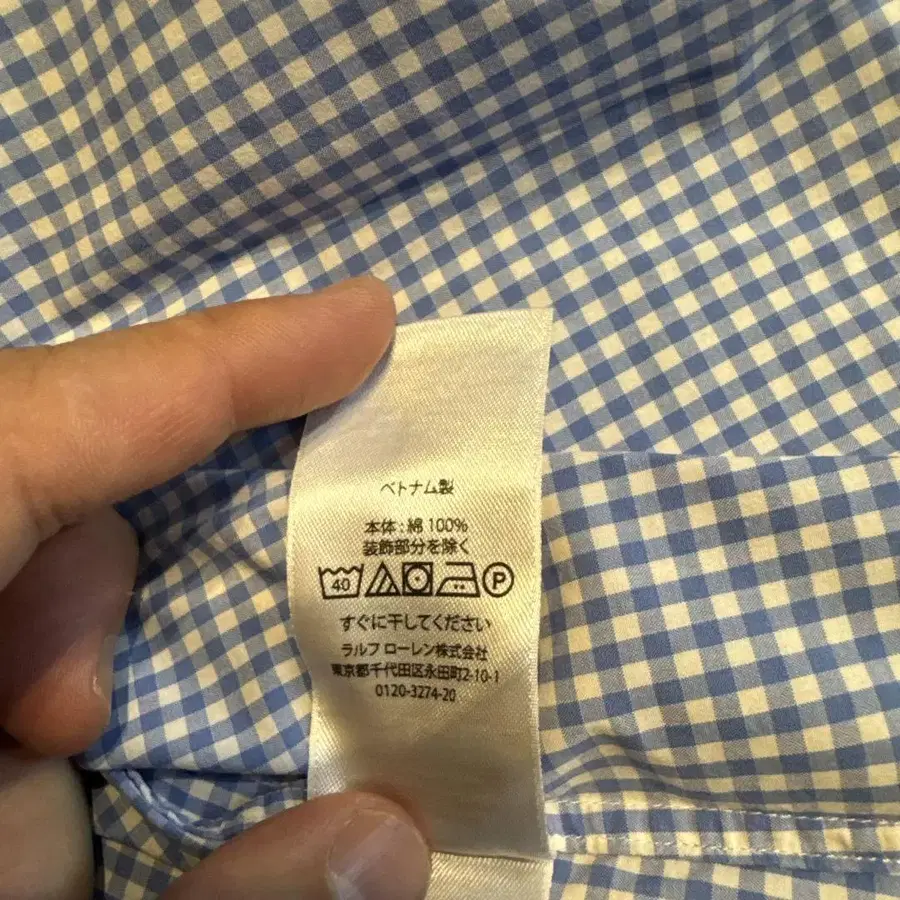 ベトナム製
本体：綿 100%
装飾部分を除く
40 P
すぐに干してください
ラルフ ローレン株式会社
東京都千代田区永田町2-10-1
0120-3274-20